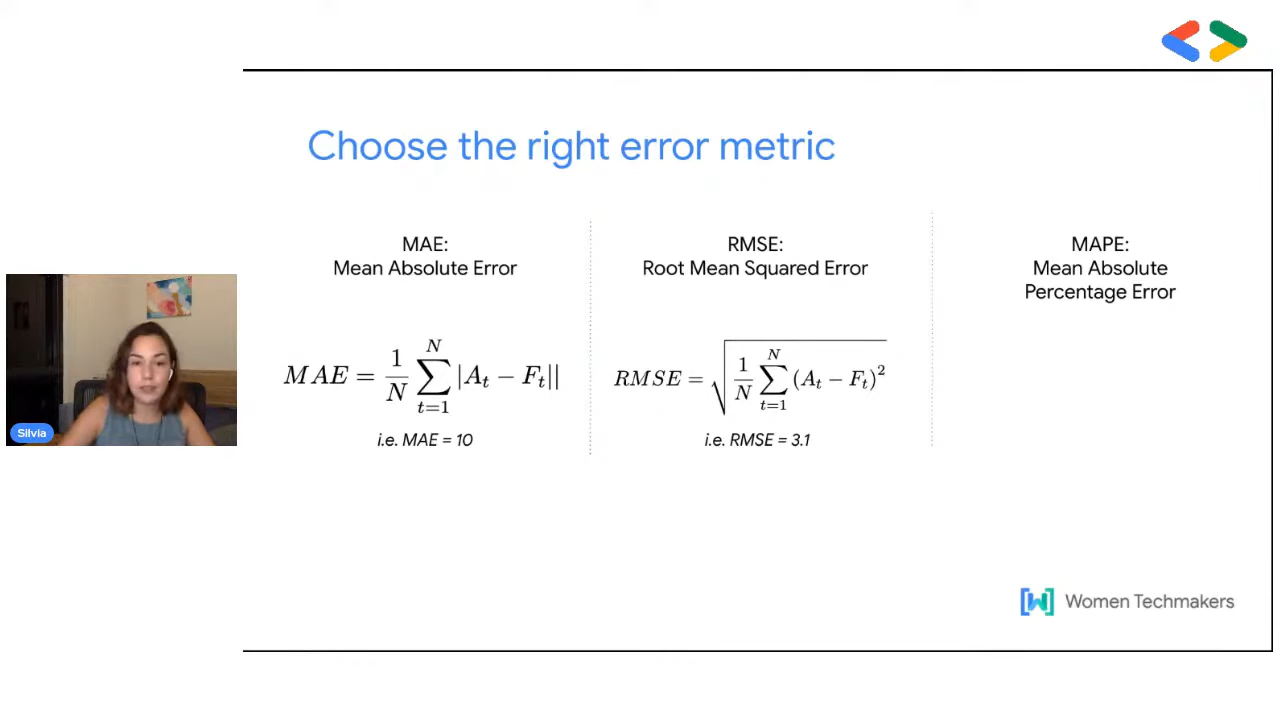 Choose the right error metric
MAE:
Mean Absolute Error
MAE = \frac{1}{N} \sum_{t=1}^{N} |A_t - F_t||
i.e. MAE = 10
RMSE:
Root Mean Squared Error
RMSE = \sqrt{\frac{1}{N} \sum_{t=1}^{N} (A_t - F_t)^2}
i.e. RMSE = 3.1
MAPE:
Mean Absolute
Percentage Error
Silvia
Women Techmakers